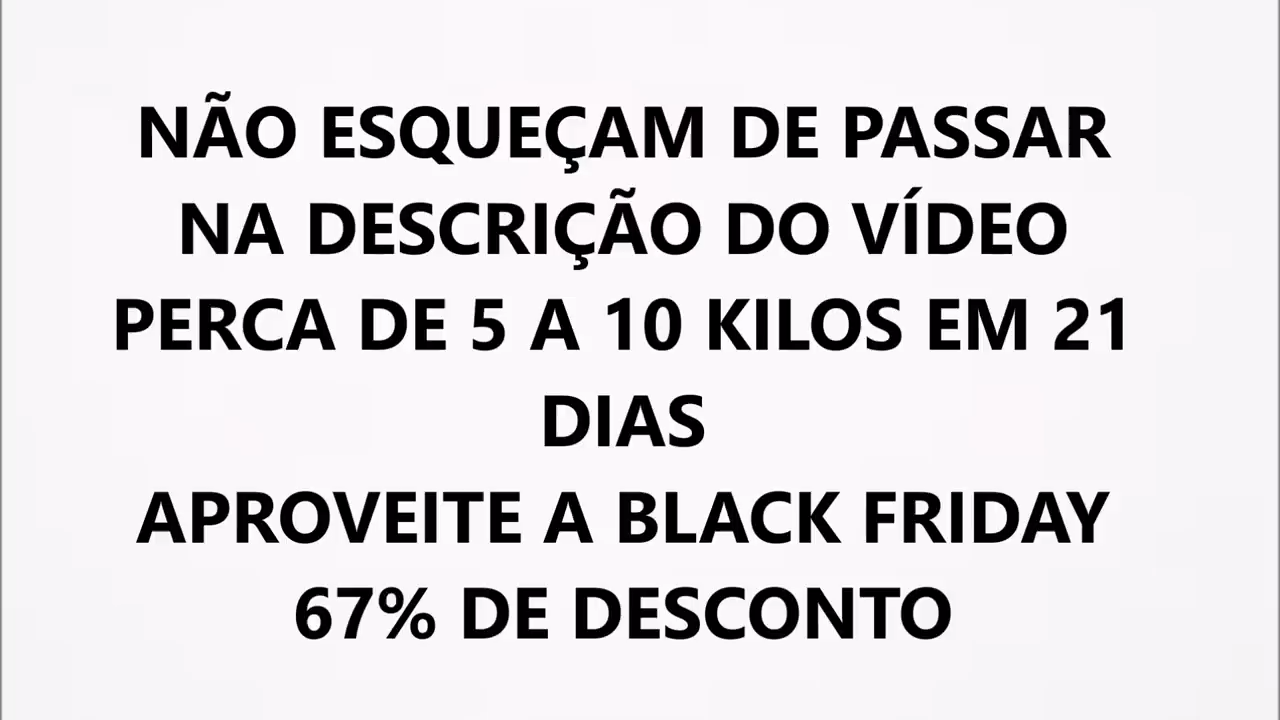 NÃO ESQUEÇAM DE PASSAR
NA DESCRIÇÃO DO VÍDEO
PERCA DE 5 A 10 KILOS EM 21
DIAS
APROVEITE A BLACK FRIDAY
67% DE DESCONTO